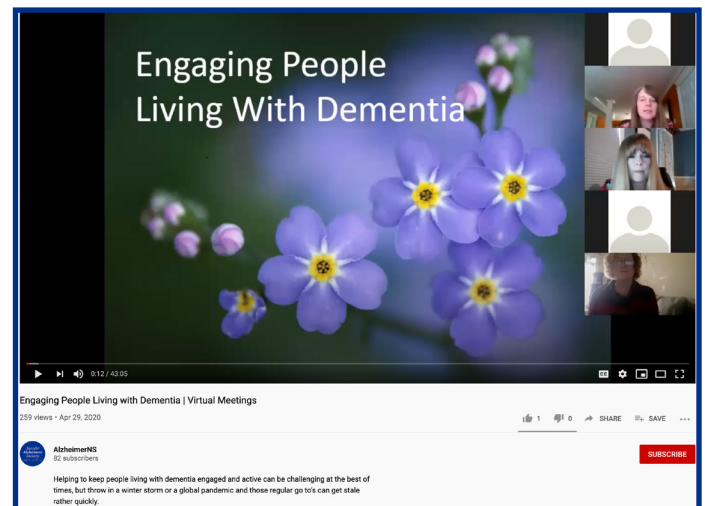 Engaging People
Living With Dementia
0:12 / 43:05
CC
Engaging People Living with Dementia | Virtual Meetings
259 views • Apr 29, 2020
1
0
SHARE
SAVE
AlzheimerNS
82 subscribers
SUBSCRIBE
Helping to keep people living with dementia engaged and active can be challenging at the best of
times, but throw in a winter storm or a global pandemic and those regular go to's can get stale
rather quickly.